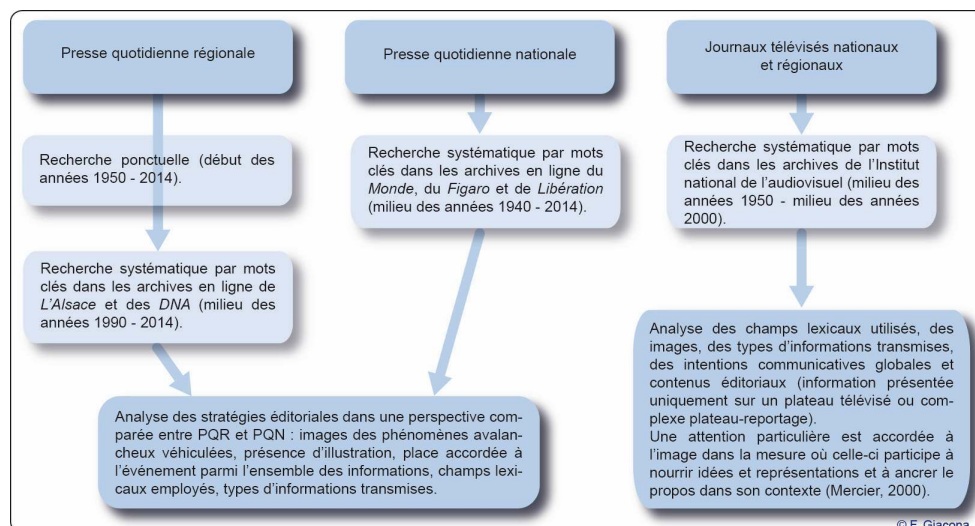 Presse quotidienne régionale
Presse quotidienne nationale
Journaux télévisés nationaux
et régionaux
Recherche ponctuelle (début des
années 1950 - 2014).
Recherche systématique par mots
clés dans les archives en ligne du
Monde, du Figaro et de Libération
(milieu des années 1940 - 2014).
Recherche systématique par mots
clés dans les archives de l'Institut
national de l'audiovisuel (milieu des
années 1950 - milieu des années
2000).
Recherche systématique par mots
clés dans les archives en ligne de
L'Alsace et des DNA (milieu des
années 1990 - 2014).
Analyse des stratégies éditoriales dans une perspective com-
parée entre PQR et PQN : images des phénomènes avalan-
cheux véhiculées, présence d'illustration, place accordée à
l'événement parmi l'ensemble des informations, champs lexi-
caux employés, types d'informations transmises.
Analyse des champs lexicaux utilisés, des
images, des types d'informations transmises,
des intentions communicatives globales et
contenus éditoriaux (information présentée
uniquement sur un plateau télévisé ou com-
plexe plateau-reportage).
Une attention particulière est accordée à
l'image dans la mesure où celle-ci participe à
nourrir idées et représentations et à ancrer le
propos dans son contexte (Mercier, 2000).
© F. Giacona